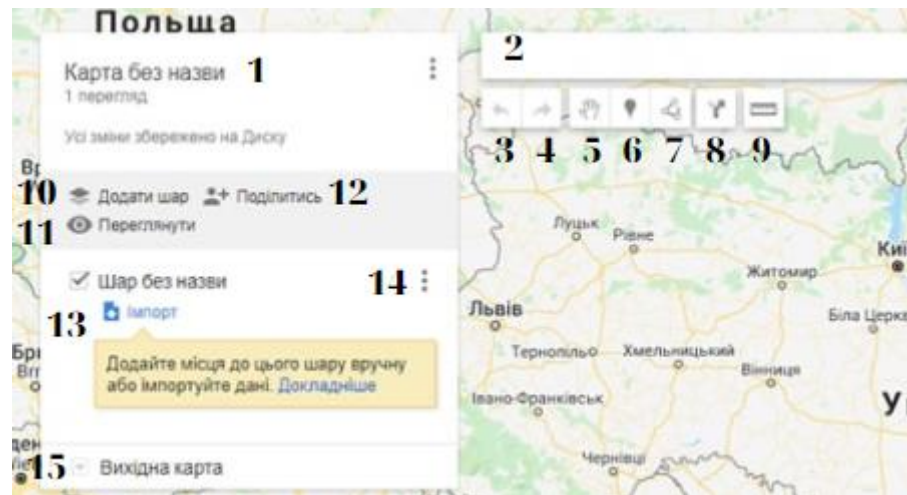 Польща
Карта без назви 1
1 перегляд
Усі зміни збережено на Диску
2
3 4 5 6 7 8 9
10 Додати шар Поділитись 12
11 Переглянути
Шар без назви 14
13 Імпорт
Додайте місця до цього шару вручну
або імпортуйте дані. Докладніше
15 Вихідна карта
Луцьк
Рівне
Киї
Житомир
Львів
Біла Церкв
Тернопіль
Хмельницький
Вінниця
Івано-Франківськ
У
Чернівці